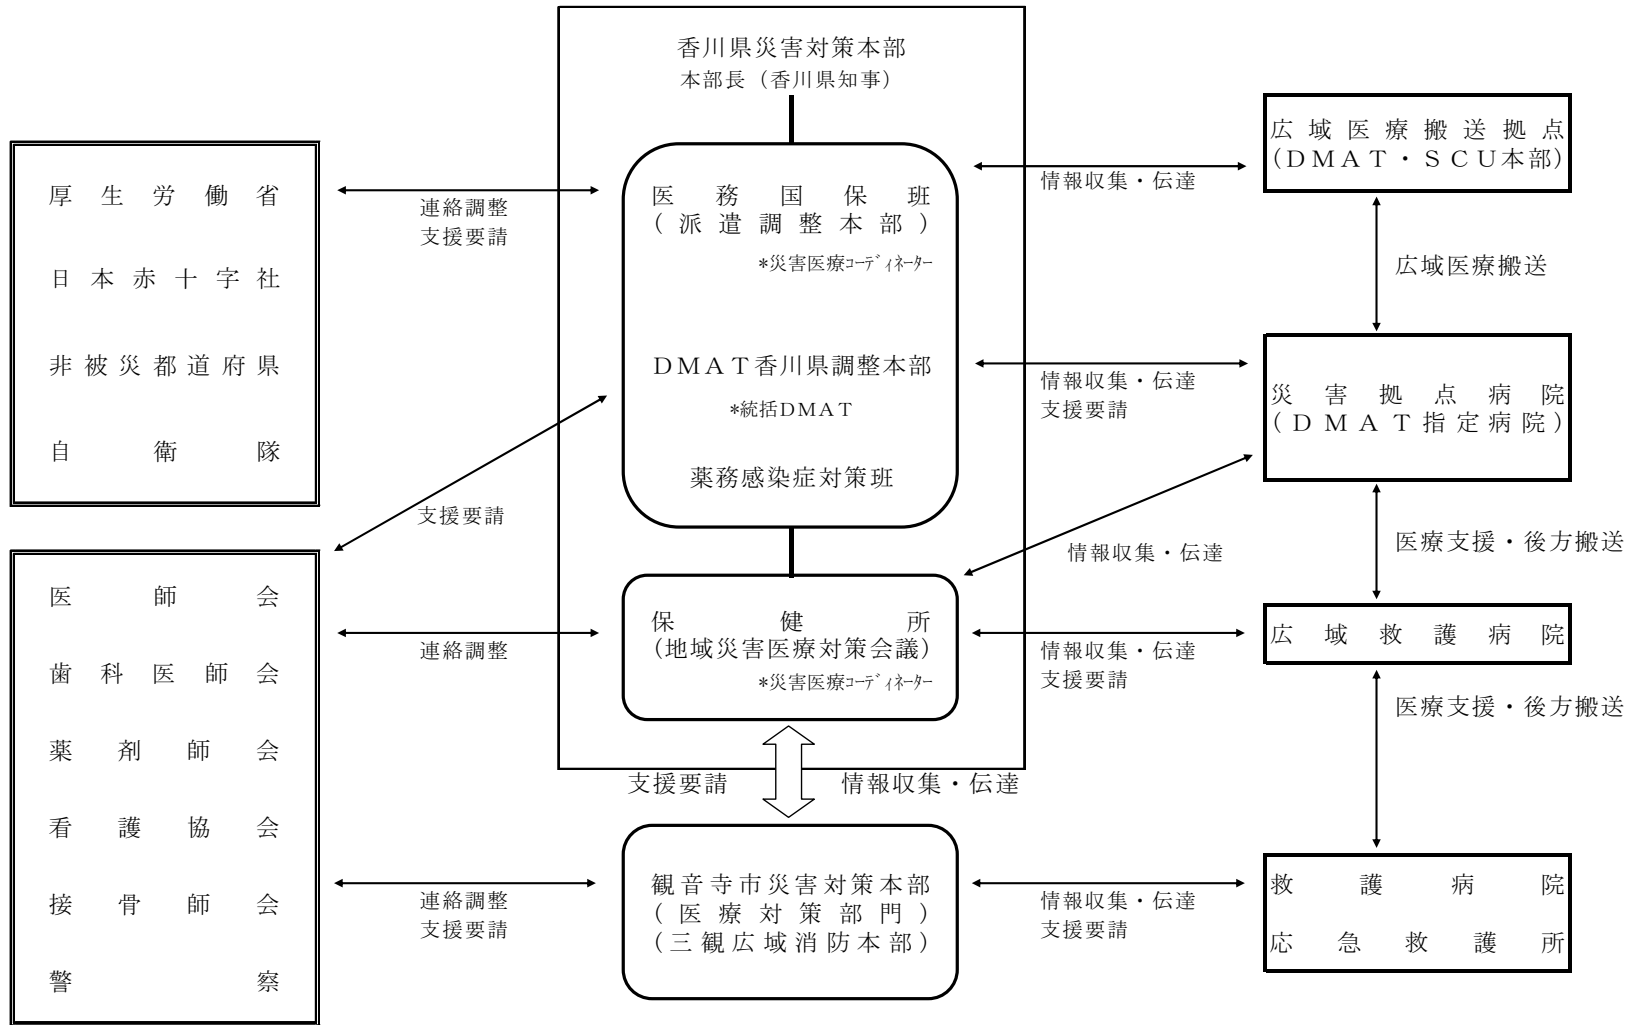 香川県災害対策本部
本部長（香川県知事）
厚生労働省
日本赤十字社
非被災都道府県
自衛隊
連絡調整
支援要請
医務国保班
（派遣調整本部）
*災害医療ｺｰﾃﾞｨﾈｰﾀｰ
DMAT香川県調整本部
*統括DMAT
薬務感染症対策班
情報収集・伝達
広域医療搬送拠点
（DMAT・SCU本部）
広域医療搬送
情報収集・伝達
支援要請
災害拠点病院
（DMAT指定病院）
支援要請
情報収集・伝達
医療支援・後方搬送
医師会
歯科医師会
薬剤師会
看護協会
接骨師会
警察
連絡調整
保健所
（地域災害医療対策会議）
*災害医療ｺｰﾃﾞｨﾈｰﾀｰ
情報収集・伝達
支援要請
広域救護病院
医療支援・後方搬送
支援要請
情報収集・伝達
連絡調整
支援要請
観音寺市災害対策本部
（医療対策部門）
（三観広域消防本部）
情報収集・伝達
支援要請
救護病院
応急救護所